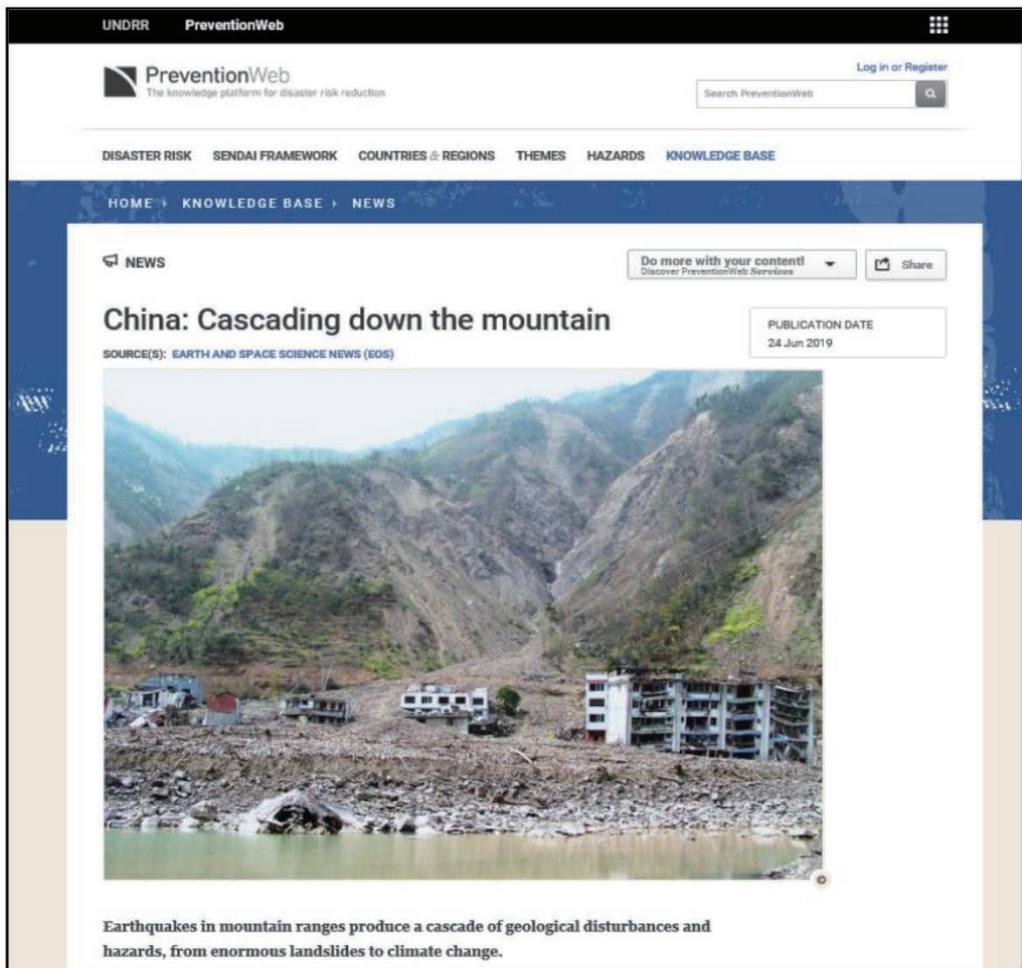 UNDRR PreventionWeb
PreventionWeb
The knowledge platform for disaster risk reduction
Log in or Register
Search PreventionWeb
DISASTER RISK SENDAI FRAMEWORK COUNTRIES & REGIONS THEMES HAZARDS KNOWLEDGE BASE
HOME KNOWLEDGE BASE NEWS
NEWS
Do more with your content!
Discover PreventionWeb Services
Share
China: Cascading down the mountain
SOURCE(S): EARTH AND SPACE SCIENCE NEWS (EOS)
PUBLICATION DATE
24 Jun 2019
©
Earthquakes in mountain ranges produce a cascade of geological disturbances and
hazards, from enormous landslides to climate change.